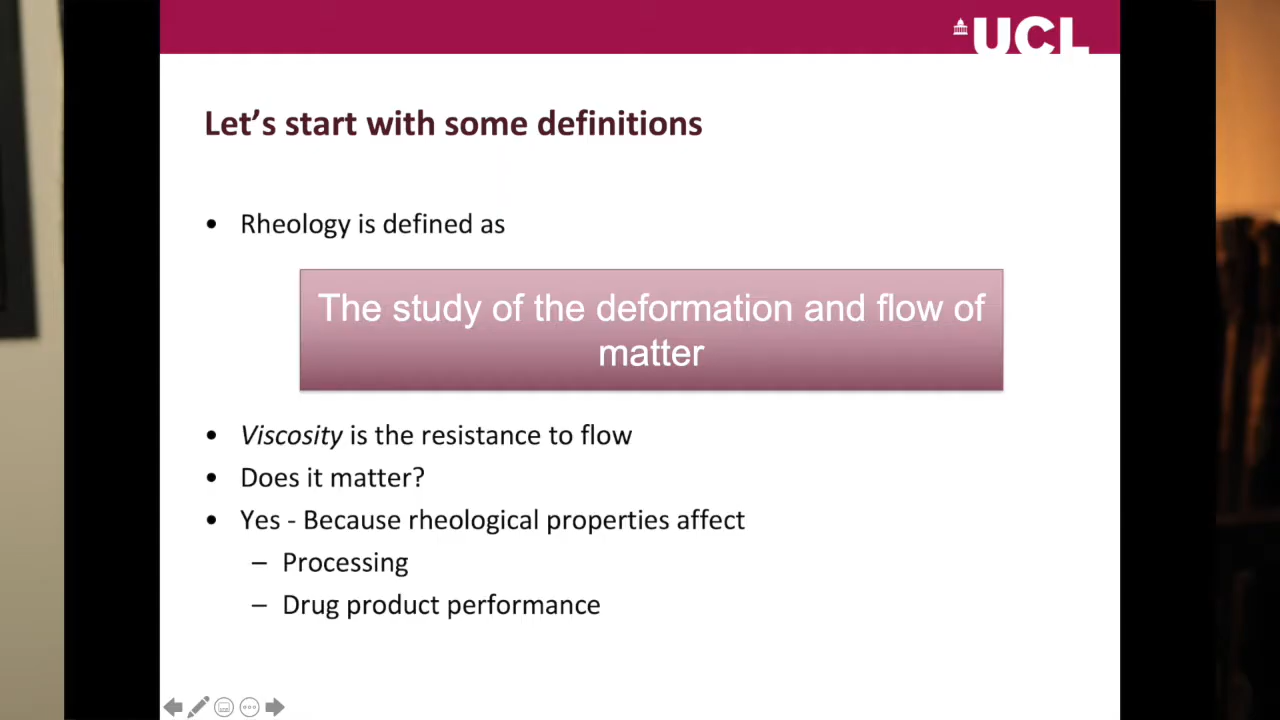 UCL
Let's start with some definitions
• Rheology is defined as
The study of the deformation and flow of
matter
• Viscosity is the resistance to flow
• Does it matter?
• Yes - Because rheological properties affect
– Processing
– Drug product performance